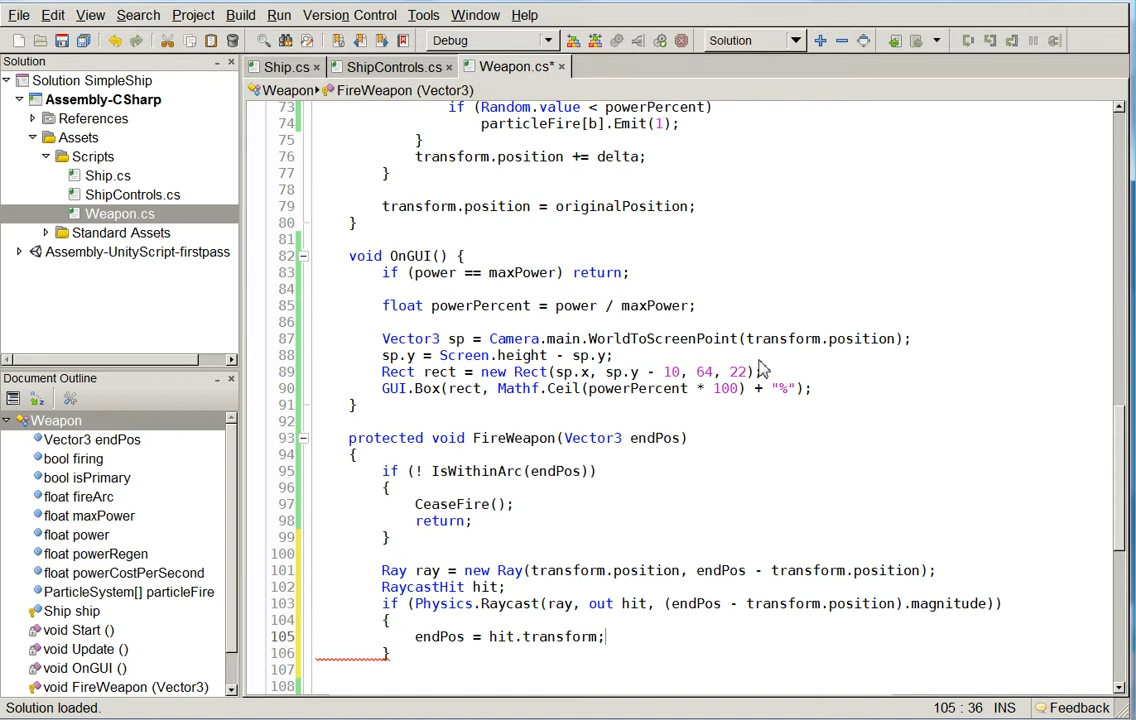 File Edit View Search Project Build Run Version Control Tools Window Help
Debug Solution
Solution
Solution SimpleShip
Assembly-CSharp
References
Assets
Scripts
Ship.cs
ShipControls.cs
Weapon.cs
Standard Assets
Assembly-UnityScript-firstpass
Document Outline
Weapon
Vector3 endPos
bool firing
bool isPrimary
float fireArc
float maxPower
float power
float powerRegen
float powerCostPerSecond
ParticleSystem[] particleFire
Ship ship
void Start ()
void Update ()
void OnGUI ()
void FireWeapon (Vector3)
Ship.cs × ShipControls.cs × Weapon.cs* ×
Weapon FireWeapon (Vector3)
73 if (Random.value < powerPercent)
74 particleFire[b].Emit(1);
75 }
76 transform.position += delta;
77 }
78
79 transform.position = originalPosition;
80 }
81
82 void OnGUI() {
83 if (power == maxPower) return;
84
85 float powerPercent = power / maxPower;
86
87 Vector3 sp = Camera.main.WorldToScreenPoint(transform.position);
88 sp.y = Screen.height - sp.y;
89 Rect rect = new Rect(sp.x, sp.y - 10, 64, 22);
90 GUI.Box(rect, Mathf.Ceil(powerPercent * 100) + "%");
91 }
92
93 protected void FireWeapon(Vector3 endPos)
94 {
95 if (! IsWithinArc(endPos))
96 {
97 CeaseFire();
98 return;
99 }
100
101 Ray ray = new Ray(transform.position, endPos - transform.position);
102 RaycastHit hit;
103 if (Physics.Raycast(ray, out hit, (endPos - transform.position).magnitude))
104 {
105 endPos = hit.transform;
106 }
107
108
Solution loaded. 105 : 36 INS Feedback